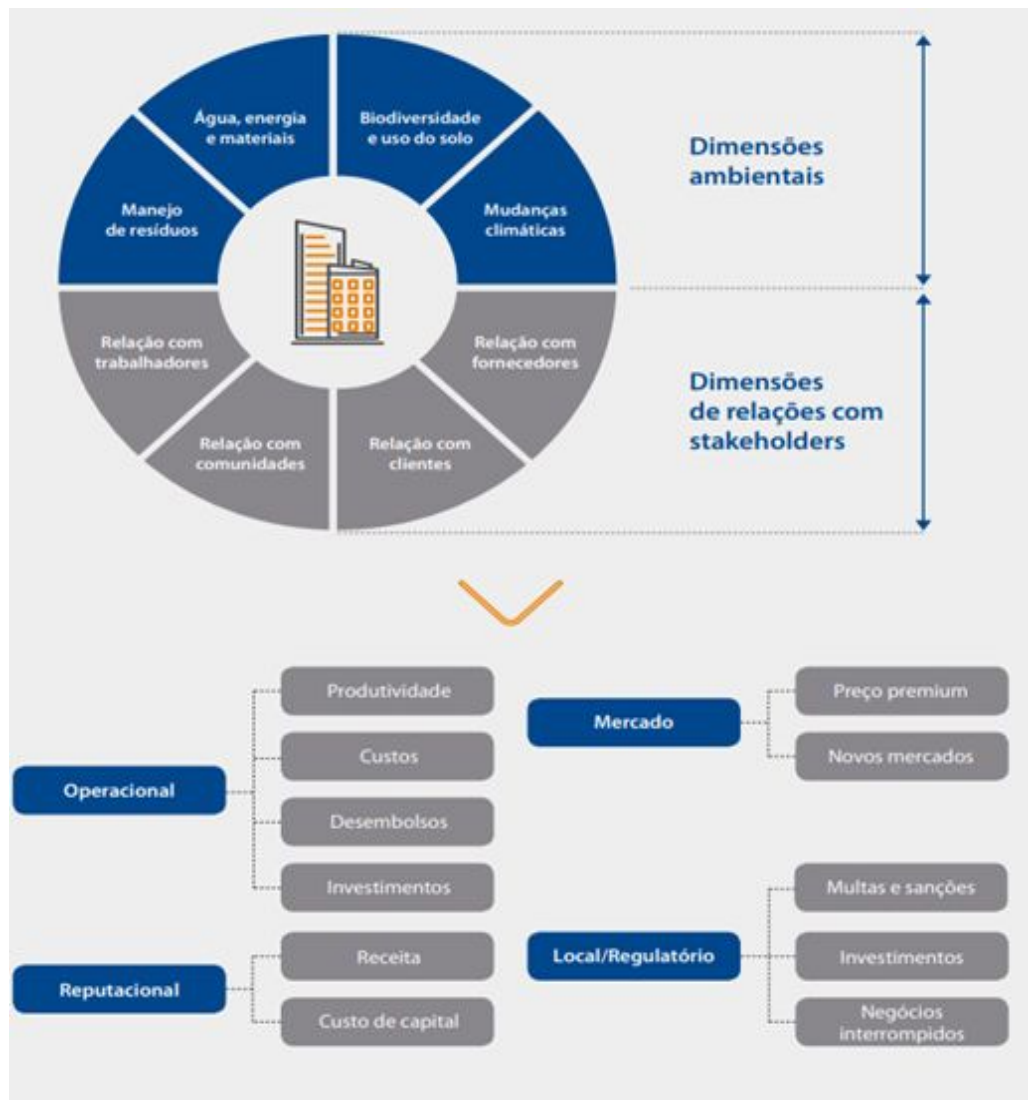 Água, energia
e materiais
Biodiversidade
e uso do solo
Manejo
de resíduos
Mudanças
climáticas
Dimensões
ambientais
Relação com
trabalhadores
Relação com
fornecedores
Relação com
comunidades
Relação com
clientes
Dimensões
de relações com
stakeholders
Operacional
Produtividade
Custos
Desembolsos
Investimentos
Mercado
Preço premium
Novos mercados
Reputacional
Receita
Custo de capital
Local/Regulatório
Multas e sanções
Investimentos
Negócios
interrompidos